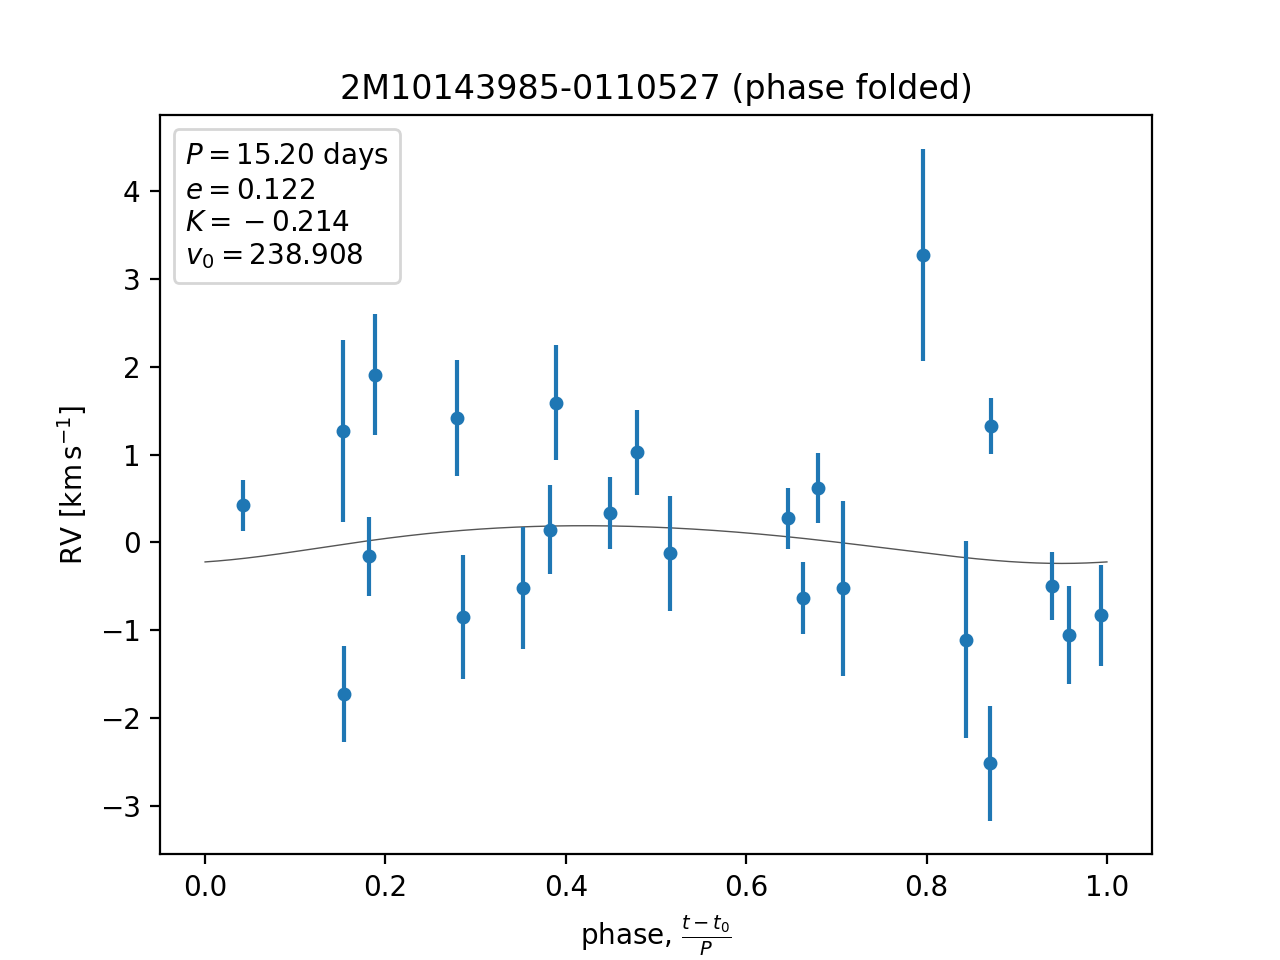 2M10143985-0110527 (phase folded)
P = 15.20 days
e = 0.122
K = −0.214
v₀ = 238.908
4
3
2
1
0
−1
−2
−3
RV [km s⁻¹]
0.0 0.2 0.4 0.6 0.8 1.0
phase, (t − t₀)/P